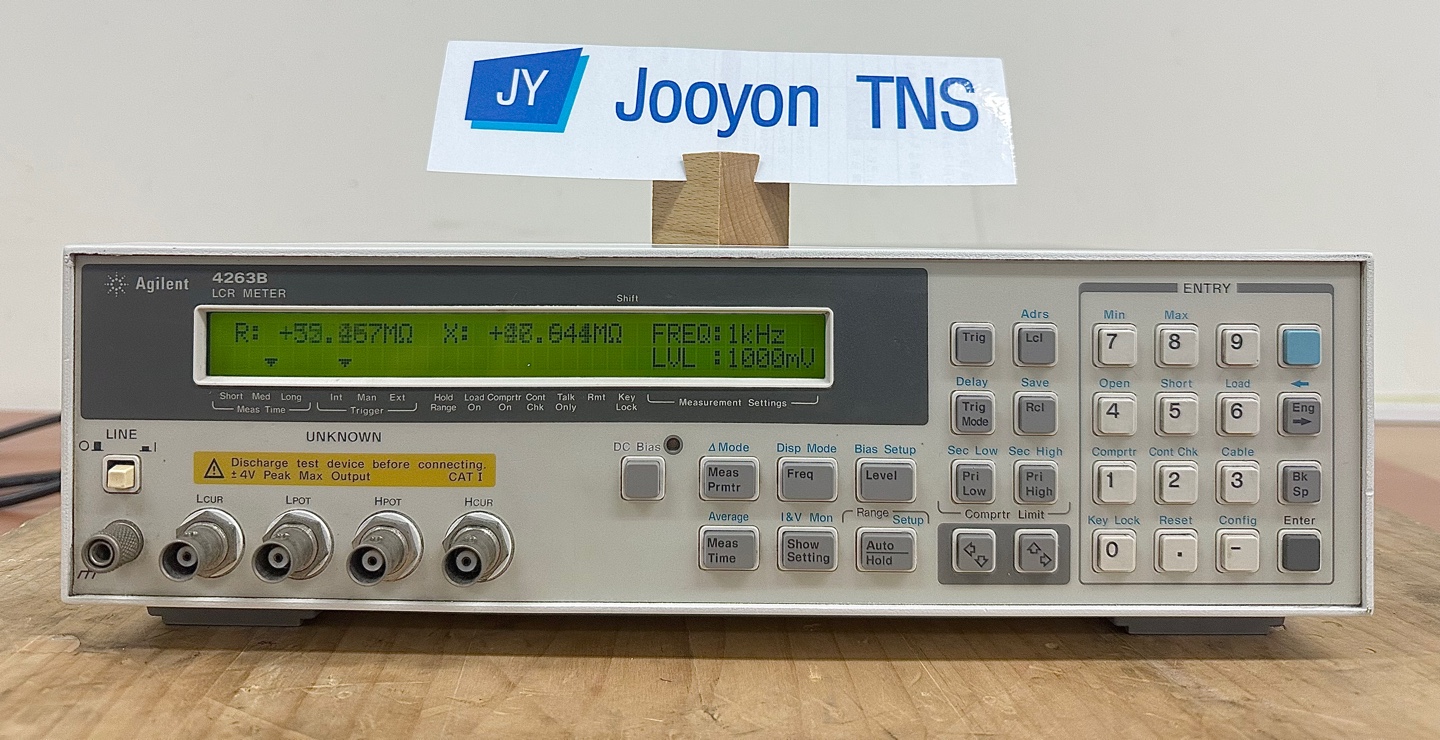 JY Jooyon TNS
Agilent 4263B
LCR METER
Shift
X:
FREQ:1kHz
LVL :1000mV
Short Med Long
Meas Time
Int Man Ext
Trigger
Hold Range
Load On
Comprtr On
Cont Chk
Talk Only
Rmt
Key Lock
Measurement Settings
LINE
UNKNOWN
Discharge test device before connecting.
±4V Peak Max Output CAT I
LCUR LPOT HPOT HCUR
DC Bias
Δ Mode Disp Mode Bias Setup
Meas Prmtr
Freq
Level
Average I&V Mon Range Setup
Meas Time
Show Setting
Auto Hold
Adrs
Trig Lcl
Delay Save
Trig Mode
Rcl
Sec Low Sec High
Pri Low
Pri High
Comprtr Limit
ENTRY
Min Max
7 8 9
Open Short Load
4 5 6 Eng
Comprtr Cont Chk Cable
1 2 3 Bk Sp
Key Lock Reset Config Enter
0 . −